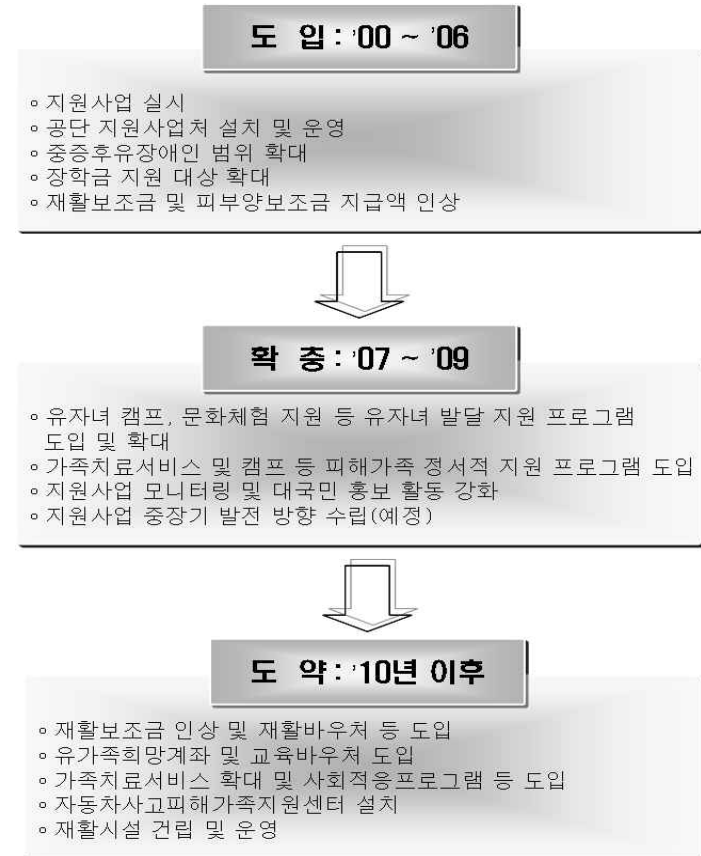 도 입 : '00 ~ '06
∘ 지원사업 실시
∘ 공단 지원사업처 설치 및 운영
∘ 중증후유장애인 범위 확대
∘ 장학금 지원 대상 확대
∘ 재활보조금 및 피부양보조금 지급액 인상
확 충 : '07 ~ '09
∘ 유자녀 캠프, 문화체험 지원 등 유자녀 발달 지원 프로그램
도입 및 확대
∘ 가족치료서비스 및 캠프 등 피해가족 정서적 지원 프로그램 도입
∘ 지원사업 모니터링 및 대국민 홍보 활동 강화
∘ 지원사업 중장기 발전 방향 수립(예정)
도 약 : '10년 이후
∘ 재활보조금 인상 및 재활바우처 등 도입
∘ 유가족희망계좌 및 교육바우처 도입
∘ 가족치료서비스 확대 및 사회적응프로그램 등 도입
∘ 자동차사고피해가족지원센터 설치
∘ 재활시설 건립 및 운영